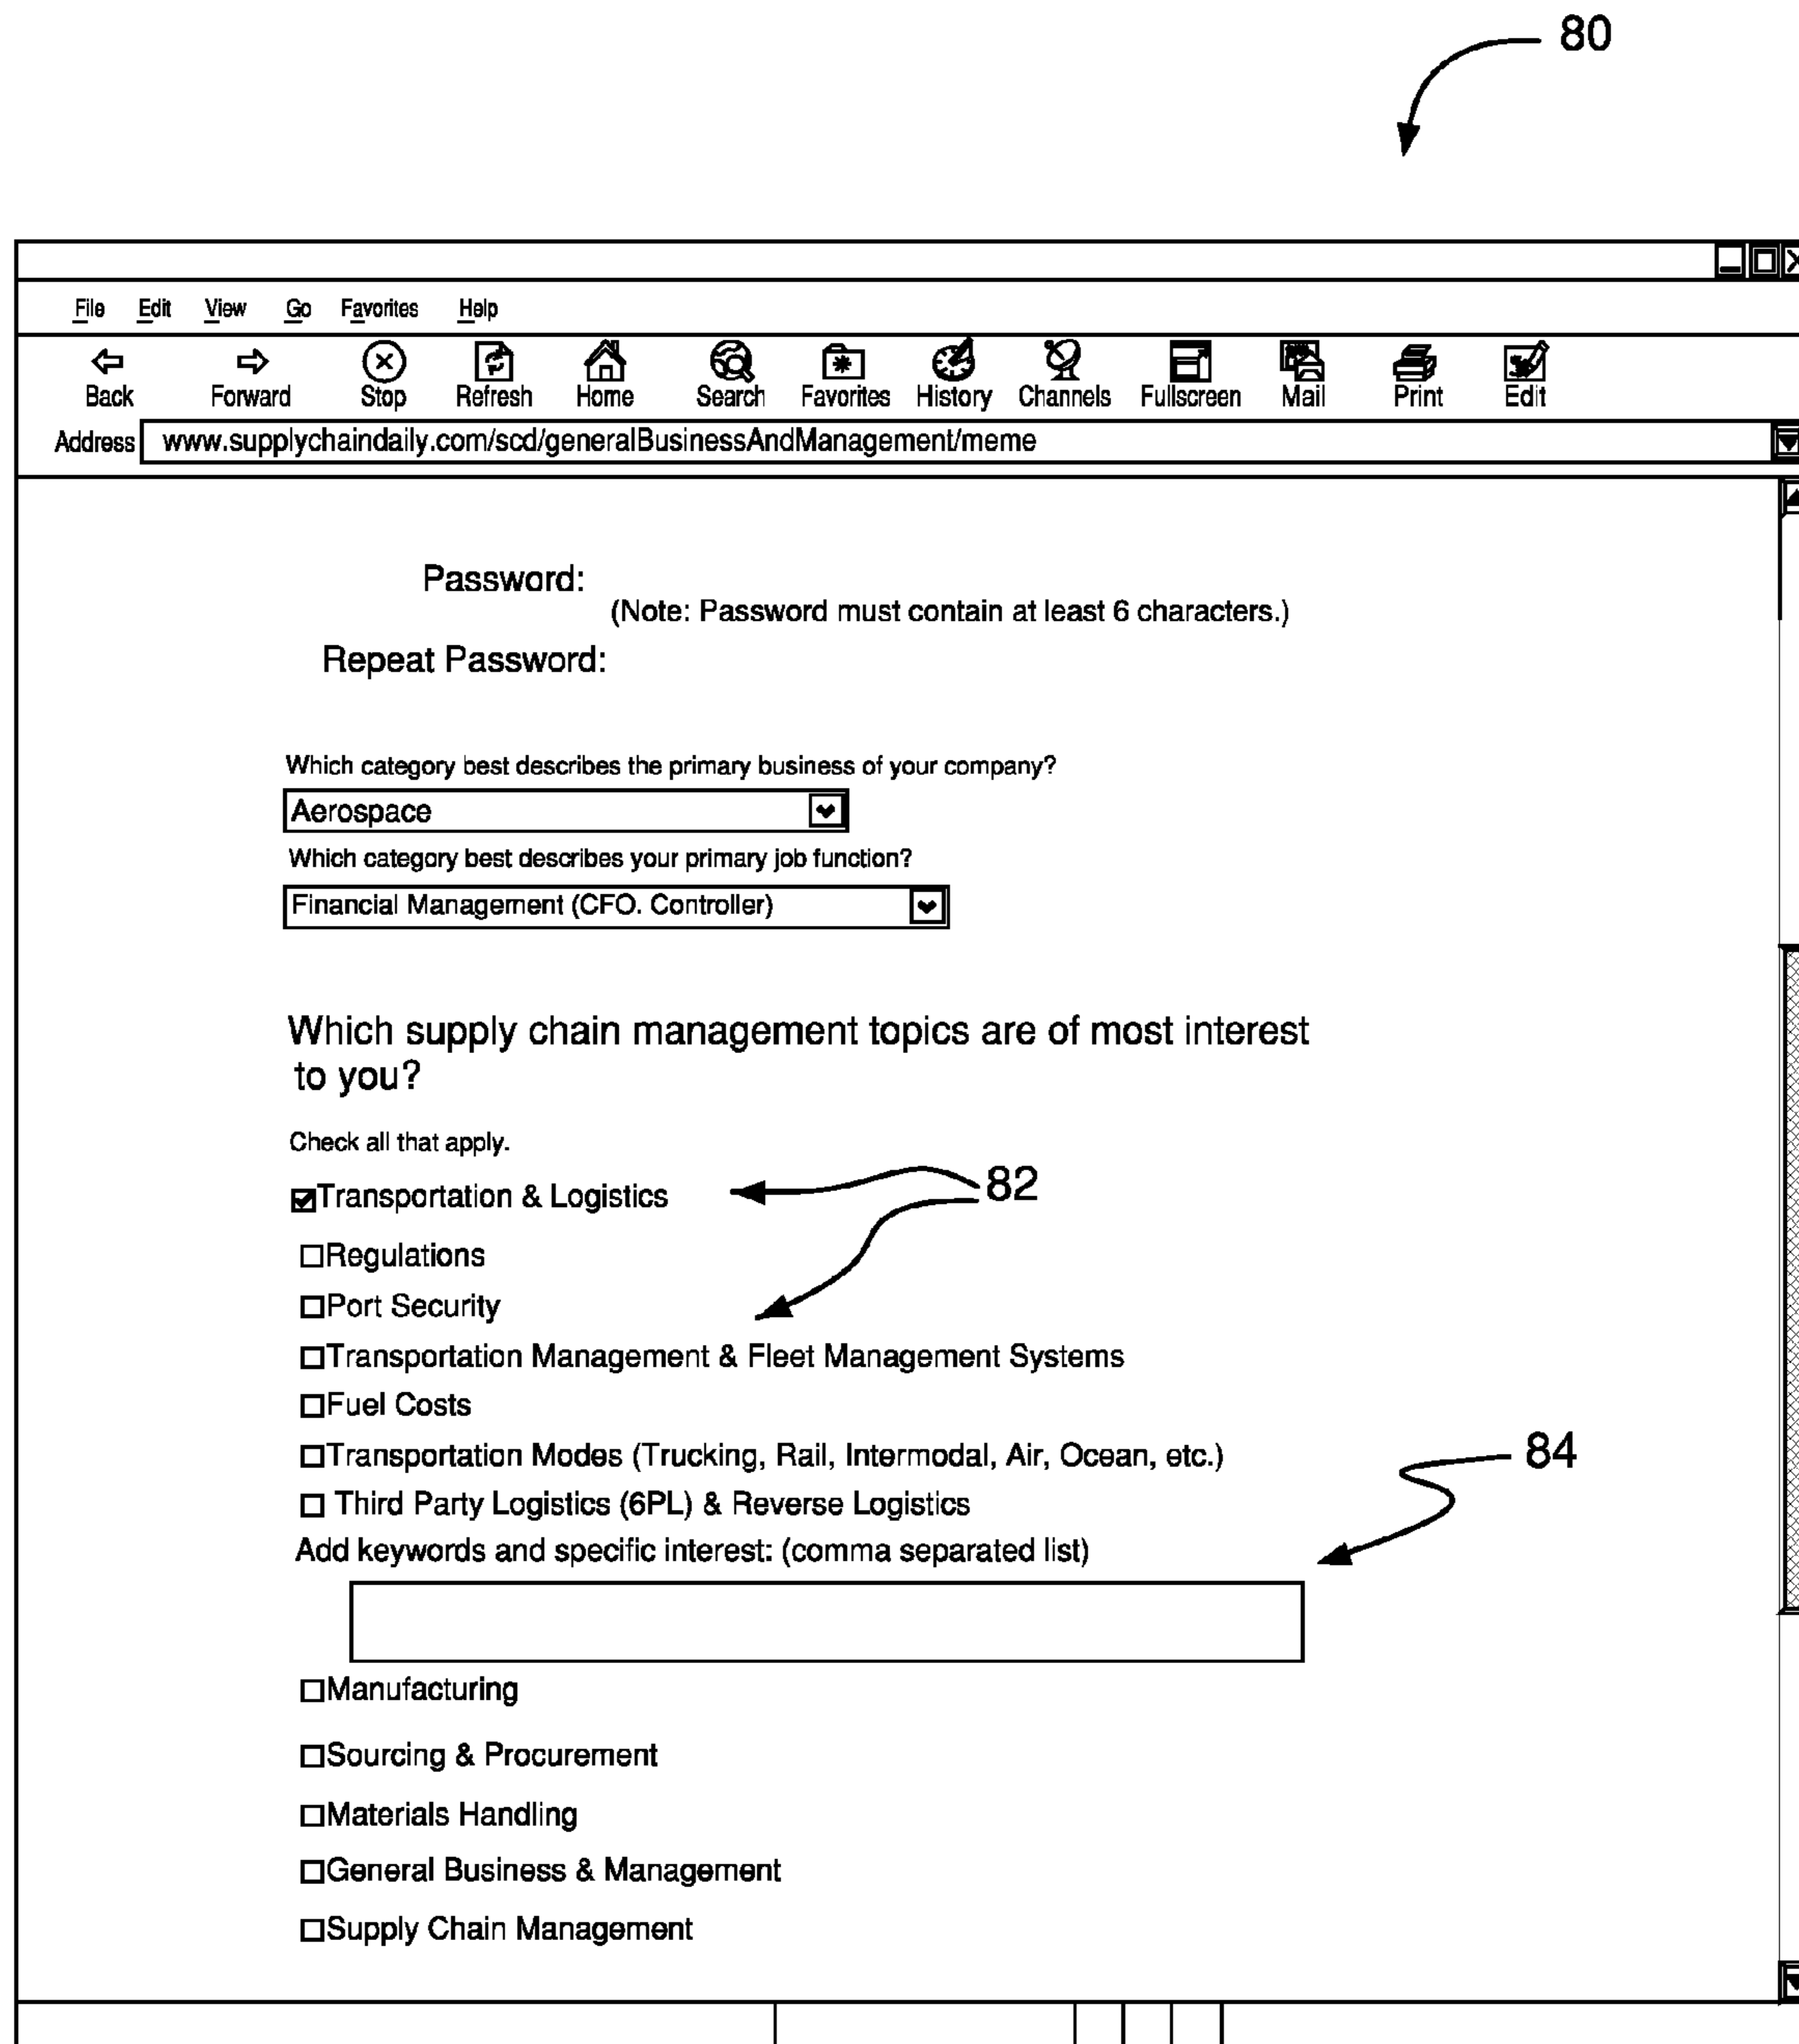 80
File Edit View Go Favorites Help
Back Forward Stop Refresh Home Search Favorites History Channels Fullscreen Mail Print Edit
Address www.supplychaindaily.com/scd/generalBusinessAndManagement/meme
Password:
(Note: Password must contain at least 6 characters.)
Repeat Password:
Which category best describes the primary business of your company?
Aerospace
Which category best describes your primary job function?
Financial Management (CFO. Controller)
Which supply chain management topics are of most interest
to you?
Check all that apply.
Transportation & Logistics
82
Regulations
Port Security
Transportation Management & Fleet Management Systems
Fuel Costs
Transportation Modes (Trucking, Rail, Intermodal, Air, Ocean, etc.)
84
Third Party Logistics (6PL) & Reverse Logistics
Add keywords and specific interest: (comma separated list)
Manufacturing
Sourcing & Procurement
Materials Handling
General Business & Management
Supply Chain Management